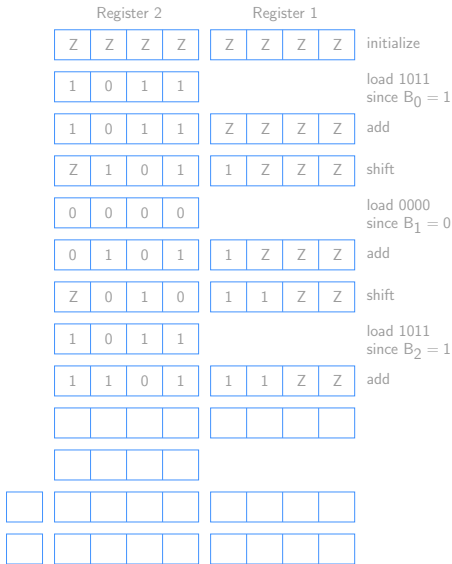 Register 2 Register 1
Z Z Z Z Z Z Z Z initialize
1 0 1 1 load 1011
since B0 = 1
1 0 1 1 Z Z Z Z add
Z 1 0 1 1 Z Z Z shift
0 0 0 0 load 0000
since B1 = 0
0 1 0 1 1 Z Z Z add
Z 0 1 0 1 1 Z Z shift
1 0 1 1 load 1011
since B2 = 1
1 1 0 1 1 1 Z Z add